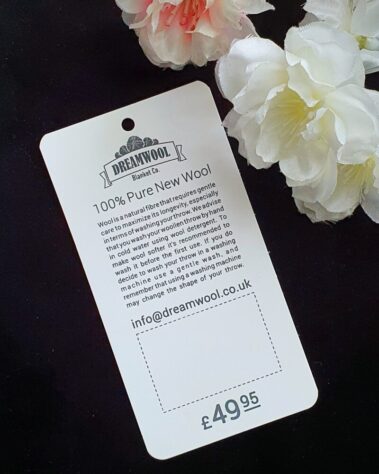 DREAMWOOL
Blanket Co.
100% Pure New Wool
Wool is a natural fibre that requires gentle
care to maximize its longevity, especially
in terms of washing your throw. We advise
that you wash your woollen throw by hand
in cold water using wool detergent. To
make wool softer it's recommended to
wash it before the first use. If you do
decide to wash your throw in a washing
machine use a gentle wash, and
remember that using a washing machine
may change the shape of your throw.
info@dreamwool.co.uk
£49.95